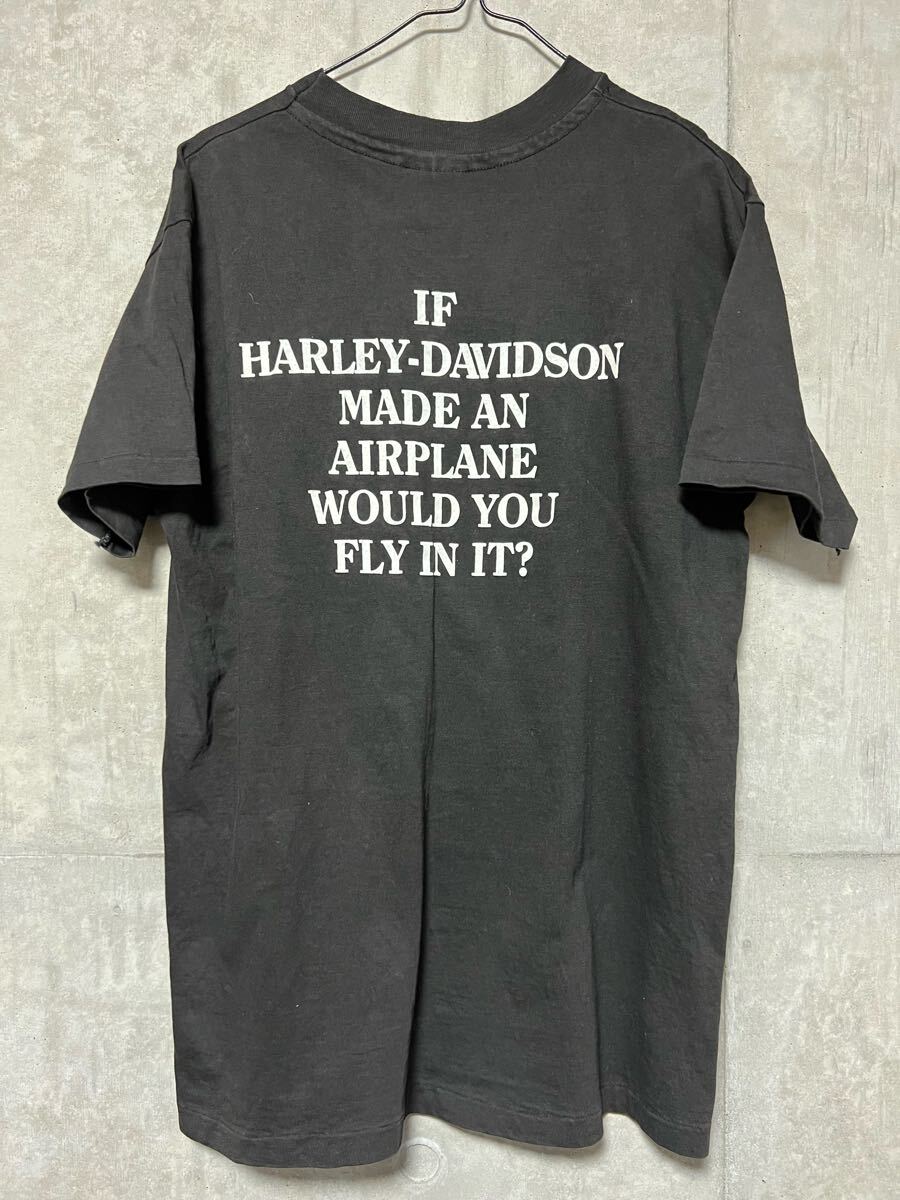 IF
HARLEY-DAVIDSON
MADE AN
AIRPLANE
WOULD YOU
FLY IN IT?